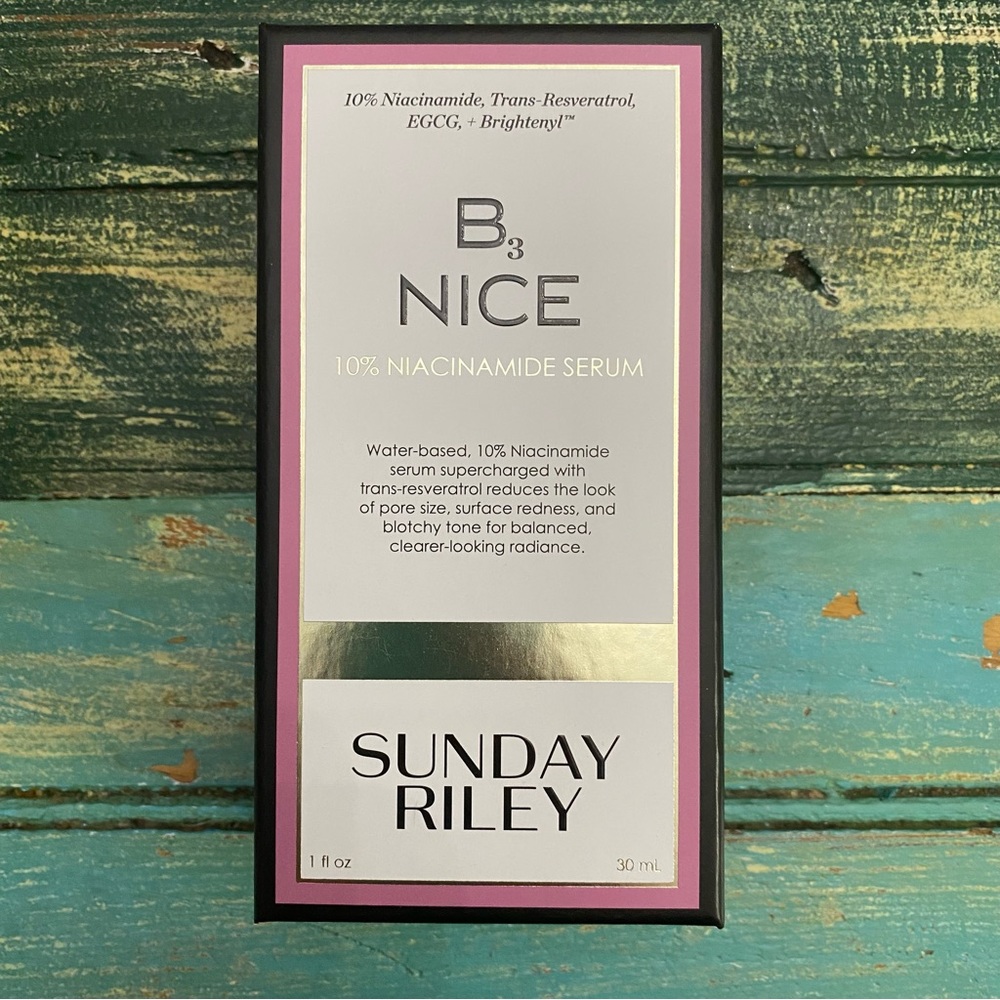 10% Niacinamide, Trans-Resveratrol,
EGCG, + Brightenyl™
B₃
NICE
10% NIACINAMIDE SERUM
Water-based, 10% Niacinamide
serum supercharged with
trans-resveratrol reduces the look
of pore size, surface redness, and
blotchy tone for balanced,
clearer-looking radiance.
SUNDAY
RILEY
1 fl oz 30 mL